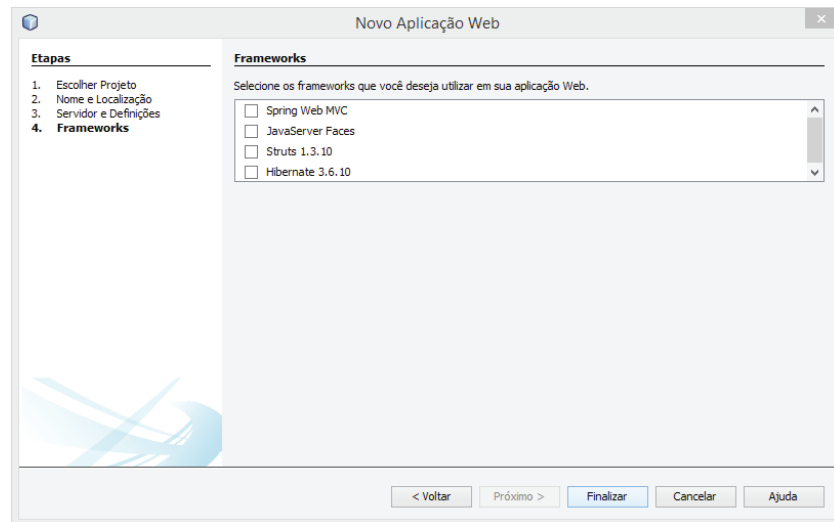 Novo Aplicação Web
Etapas
1. Escolher Projeto
2. Nome e Localização
3. Servidor e Definições
4. Frameworks
Frameworks
Selecione os frameworks que você deseja utilizar em sua aplicação Web.
Spring Web MVC
JavaServer Faces
Struts 1.3.10
Hibernate 3.6.10
< Voltar
Próximo >
Finalizar
Cancelar
Ajuda